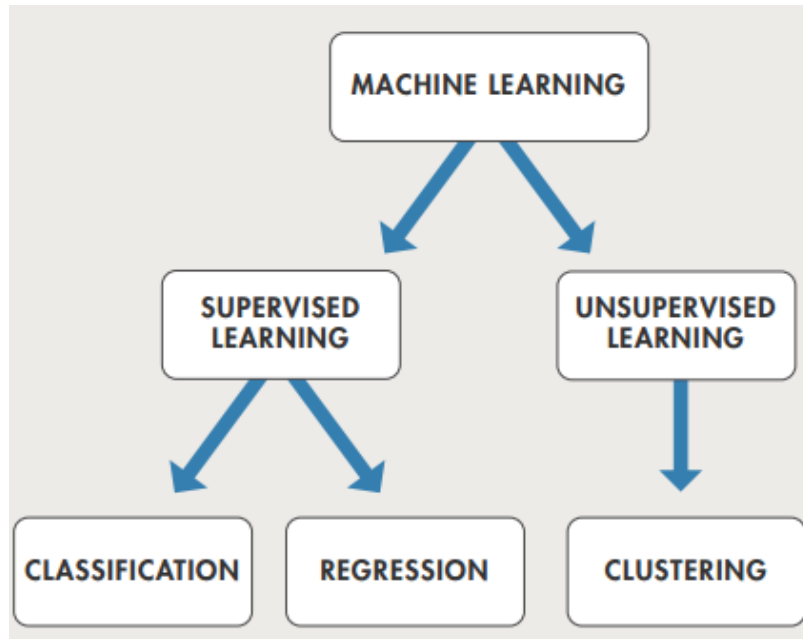 MACHINE LEARNING
SUPERVISED
LEARNING
UNSUPERVISED
LEARNING
CLASSIFICATION
REGRESSION
CLUSTERING